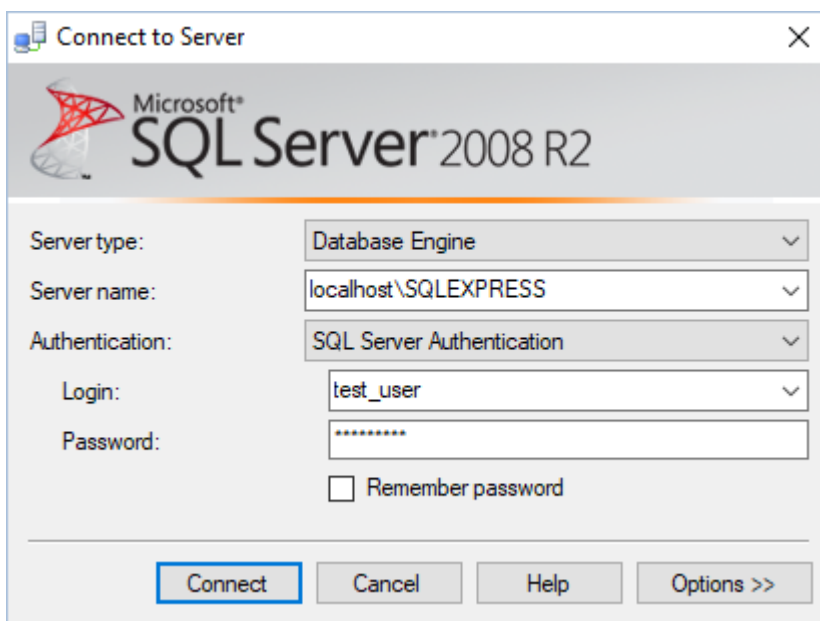 Connect to Server
Microsoft®
SQL Server® 2008 R2
Server type: Database Engine
Server name: localhost\SQLEXPRESS
Authentication: SQL Server Authentication
Login: test_user
Password: *********
Remember password
Connect Cancel Help Options >>